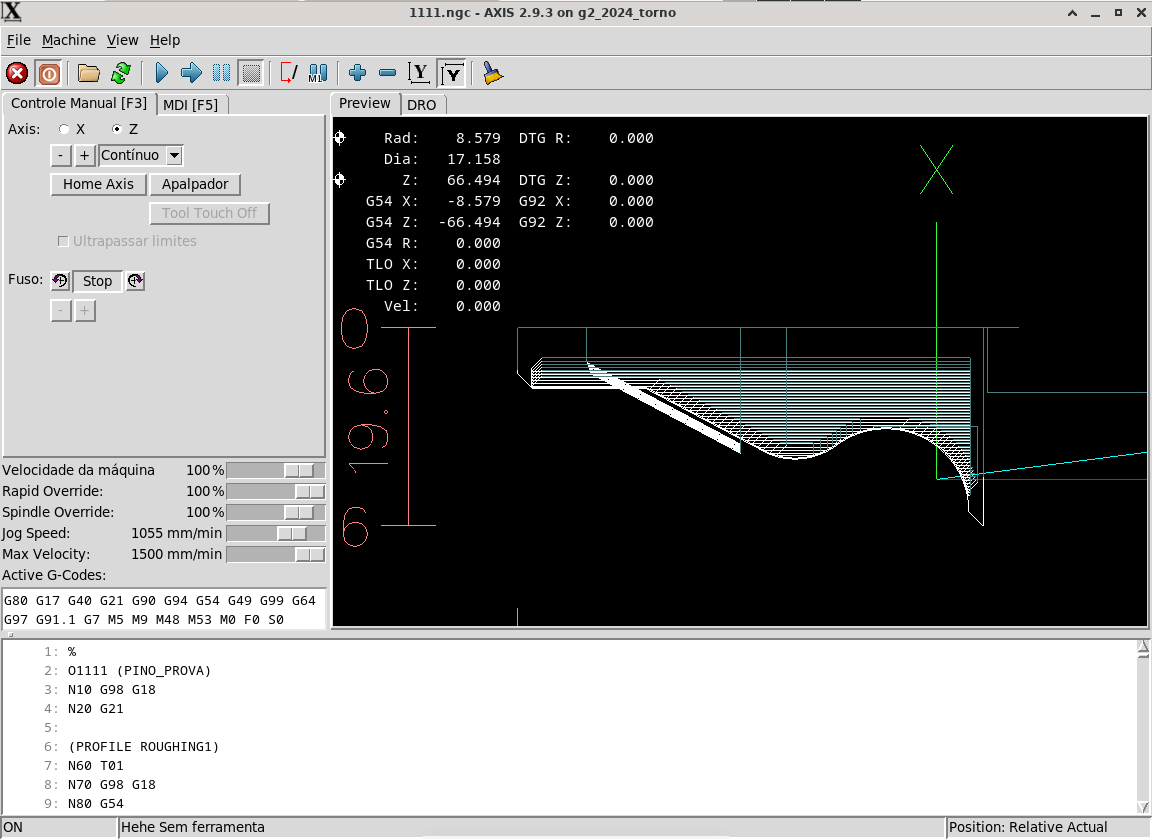 1111.ngc - AXIS 2.9.3 on g2_2024_torno
File Machine View Help
M1 Y Y
Controle Manual [F3] MDI [F5]
Axis: X Z
- + Contínuo
Home Axis Apalpador
Tool Touch Off
Ultrapassar limites
Fuso: Stop
- +
Velocidade da máquina 100%
Rapid Override: 100%
Spindle Override: 100%
Jog Speed: 1055 mm/min
Max Velocity: 1500 mm/min
Active G-Codes:
G80 G17 G40 G21 G90 G94 G54 G49 G99 G64
G97 G91.1 G7 M5 M9 M48 M53 M0 F0 S0
Preview DRO
Rad: 8.579 DTG R: 0.000
Dia: 17.158
Z: 66.494 DTG Z: 0.000
G54 X: -8.579 G92 X: 0.000
G54 Z: -66.494 G92 Z: 0.000
G54 R: 0.000
TLO X: 0.000
TLO Z: 0.000
Vel: 0.000
X
0
19.60
6
1: %
2: O1111 (PINO_PROVA)
3: N10 G98 G18
4: N20 G21
5:
6: (PROFILE ROUGHING1)
7: N60 T01
8: N70 G98 G18
9: N80 G54
ON Hehe Sem ferramenta Position: Relative Actual